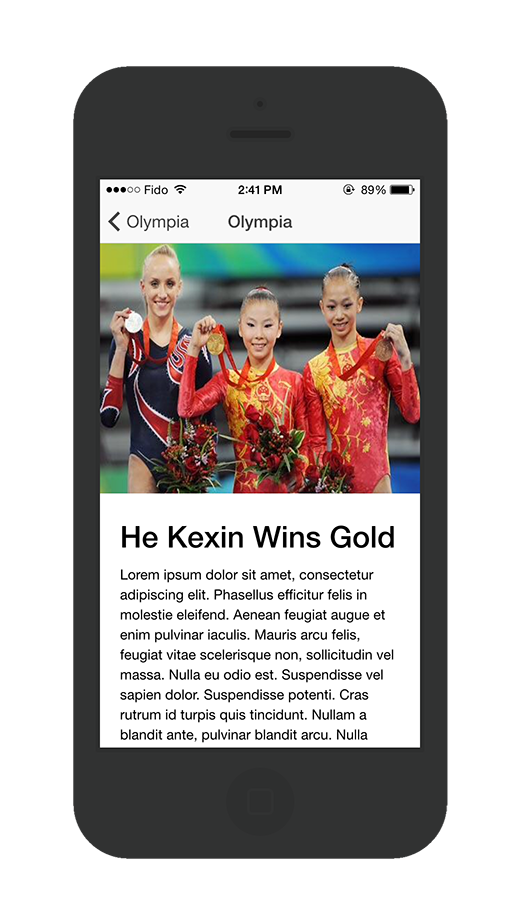 Fido 2:41 PM 89%
Olympia Olympia
He Kexin Wins Gold
Lorem ipsum dolor sit amet, consectetur
adipiscing elit. Phasellus efficitur felis in
molestie eleifend. Aenean feugiat augue et
enim pulvinar iaculis. Mauris arcu felis,
feugiat vitae scelerisque non, sollicitudin vel
massa. Nulla eu odio est. Suspendisse vel
sapien dolor. Suspendisse potenti. Cras
rutrum id turpis quis tincidunt. Nullam a
blandit ante, pulvinar blandit arcu. Nulla